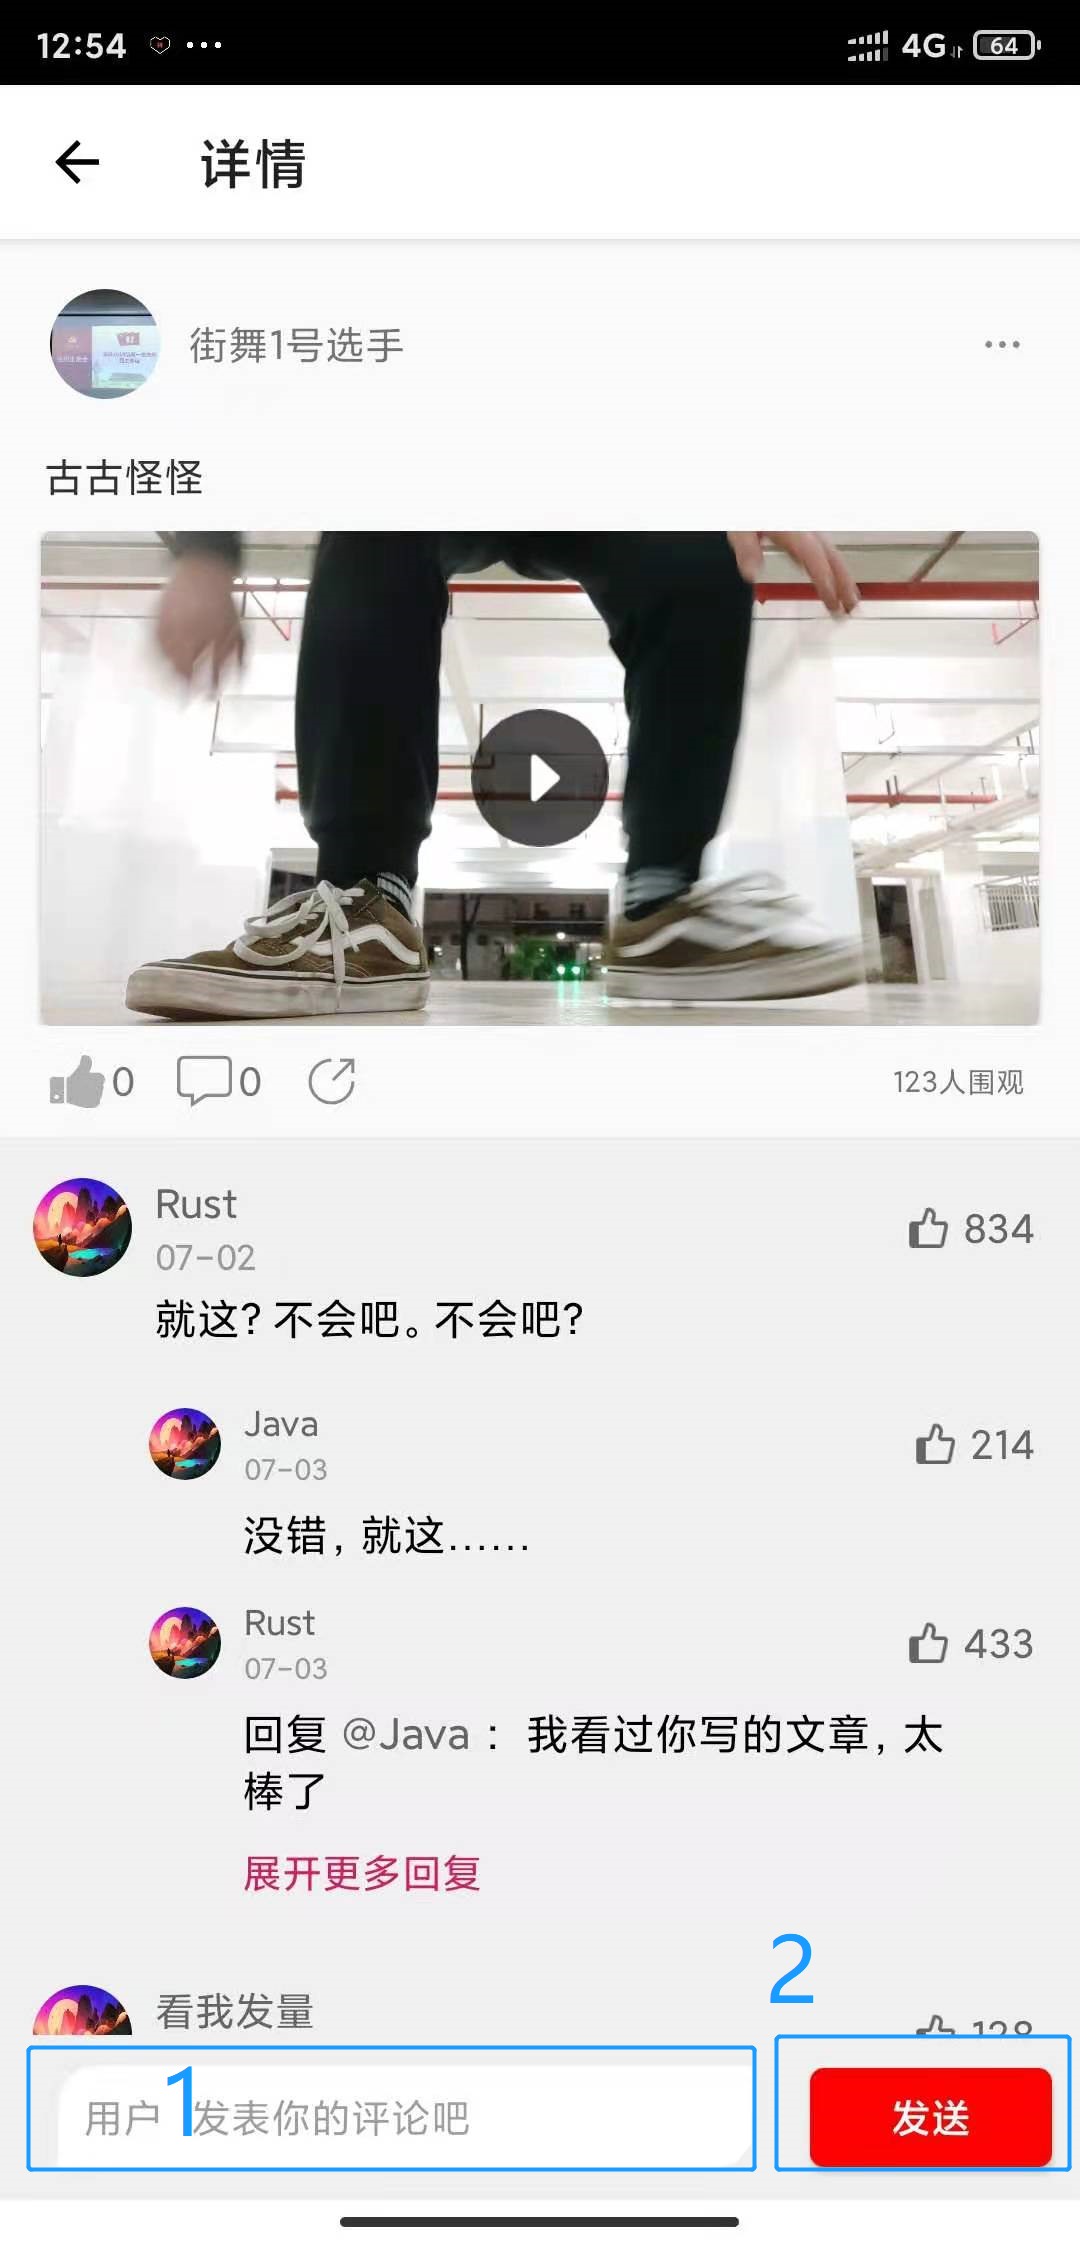 12:54
4G
64
详情
街舞1号选手
古古怪怪
0
0
123人围观
Rust
834
07-02
就这？不会吧。不会吧？
Java
214
07-03
没错，就这......
Rust
433
07-03
回复 @Java： 我看过你写的文章，太
棒了
展开更多回复
2
看我发量
128
用户
1
发表你的评论吧
发送